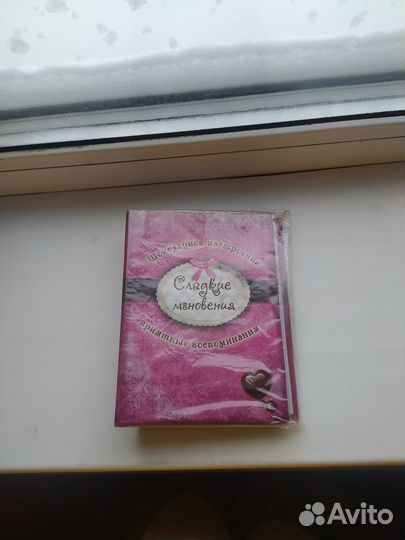 Шоколадное настроение
Сладкие
мгновения
приятные воспоминания
Avito